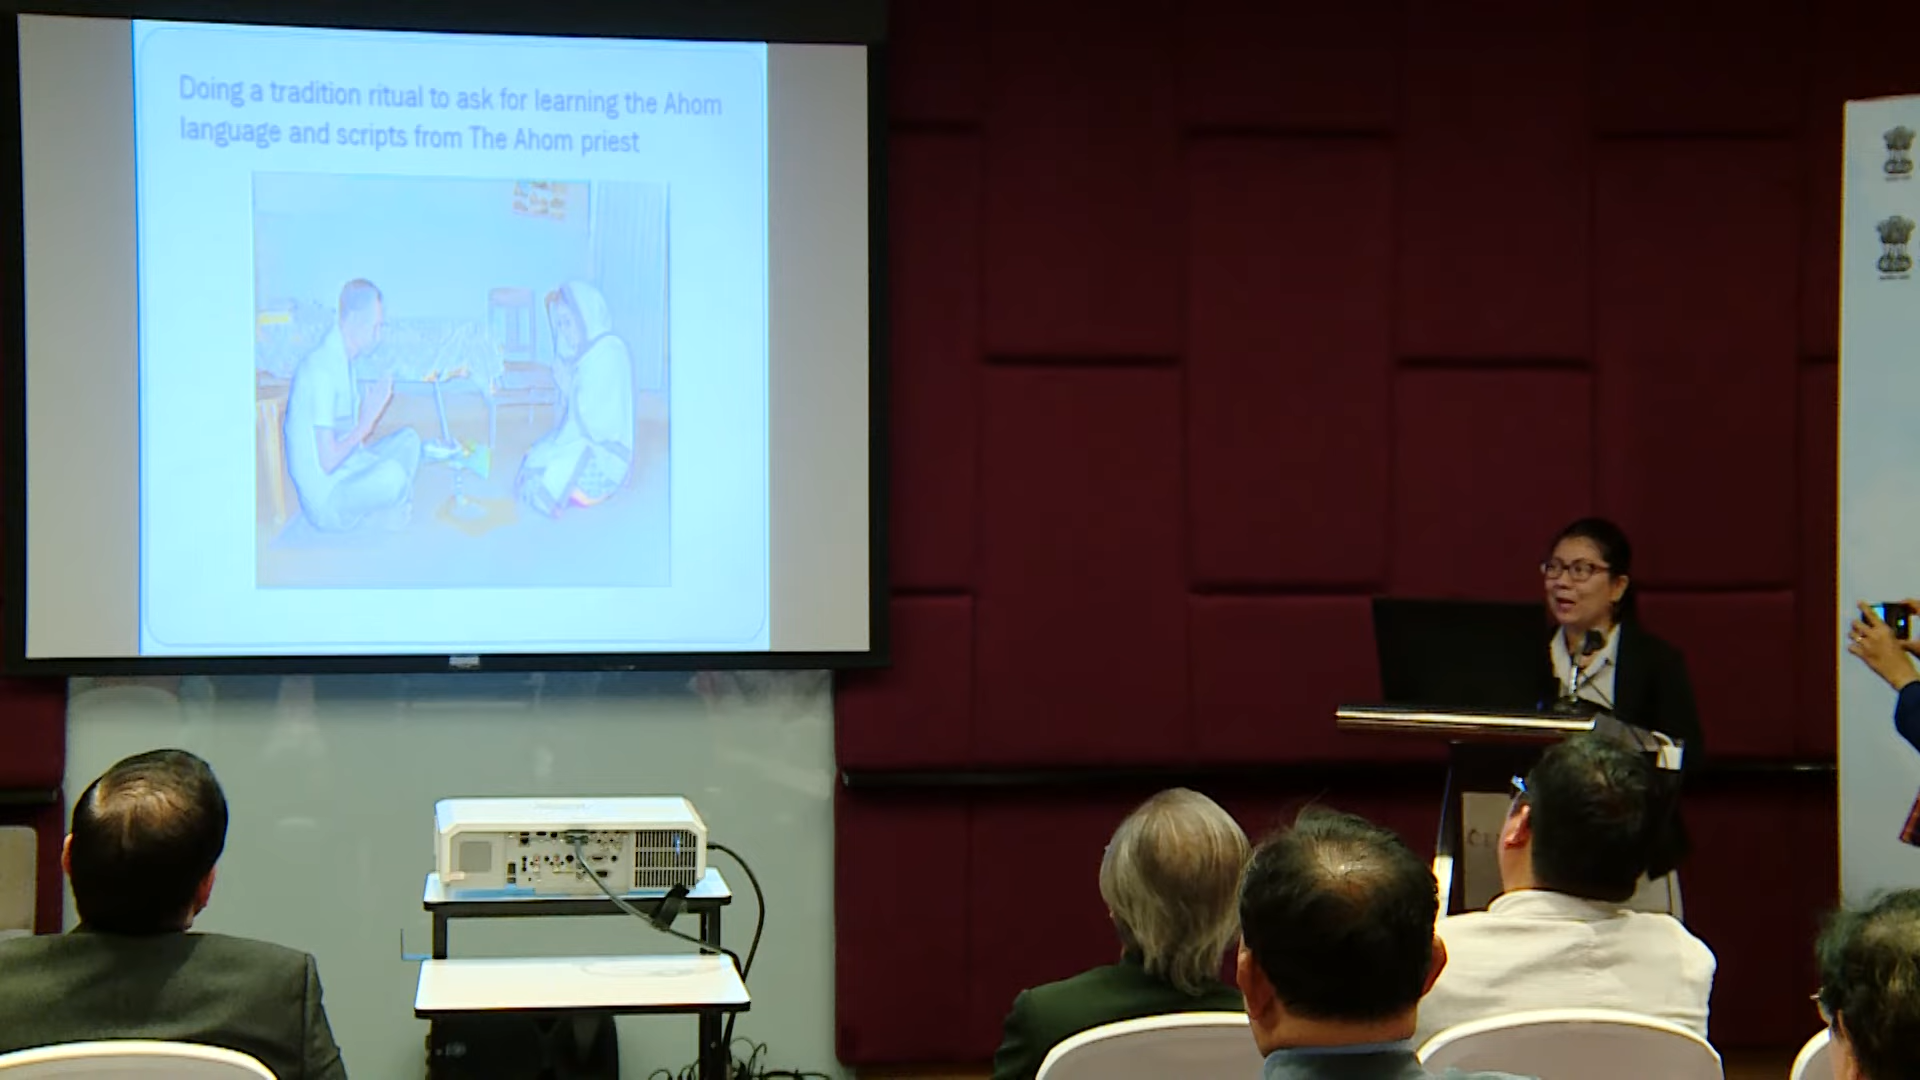 Doing a tradition ritual to ask for learning the Ahom
language and scripts from The Ahom priest